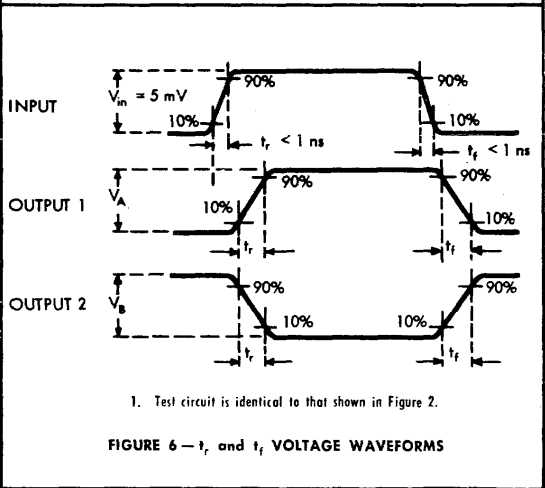 INPUT
Vin = 5 mV
90%
90%
10%
10%
tr < 1 ns
tf < 1 ns
OUTPUT 1
VA
90%
90%
10%
10%
tr
tf
OUTPUT 2
VB
90%
90%
10%
10%
tr
tf
1. Test circuit is identical to that shown in Figure 2.
FIGURE 6 — tr and tf VOLTAGE WAVEFORMS